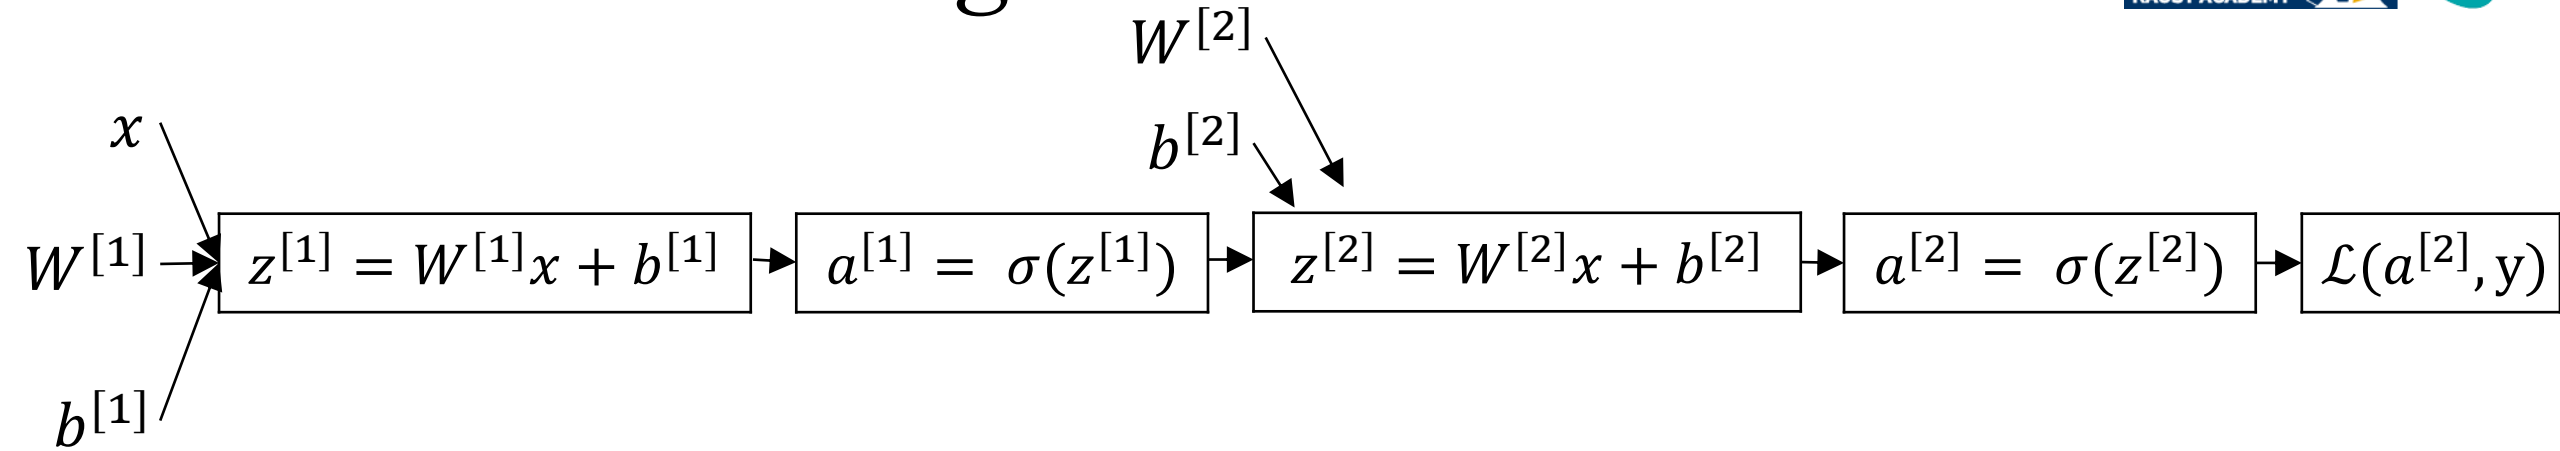 W^[2]
x
b^[2]
W^[1]
z^[1] = W^[1]x + b^[1]
a^[1] = σ(z^[1])
z^[2] = W^[2]x + b^[2]
a^[2] = σ(z^[2])
ℒ(a^[2], y)
b^[1]